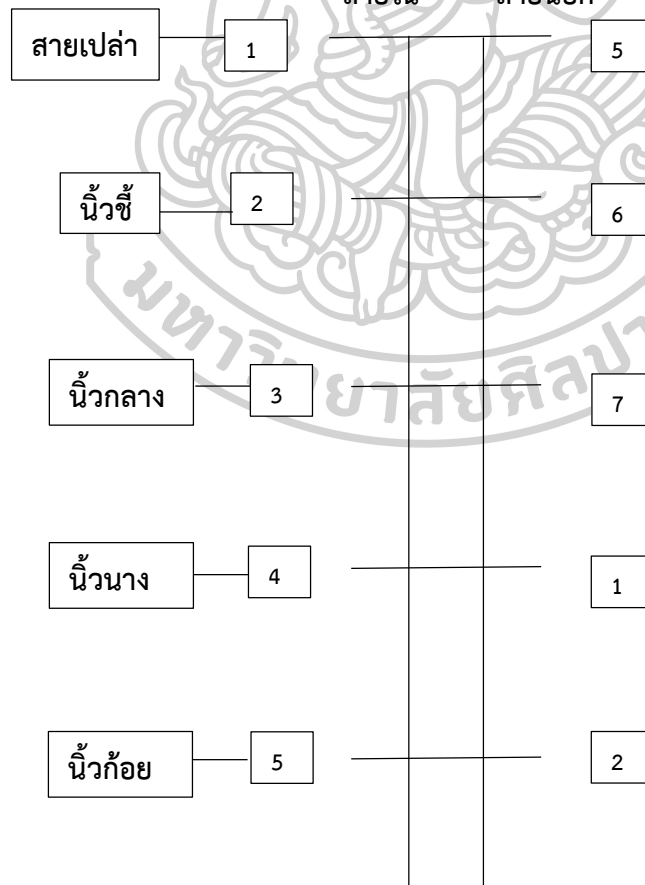 สายเปล่า 1 5
นิ้วชี้ 2 6
นิ้วกลาง 3 7
นิ้วนาง 4 1
นิ้วก้อย 5 2